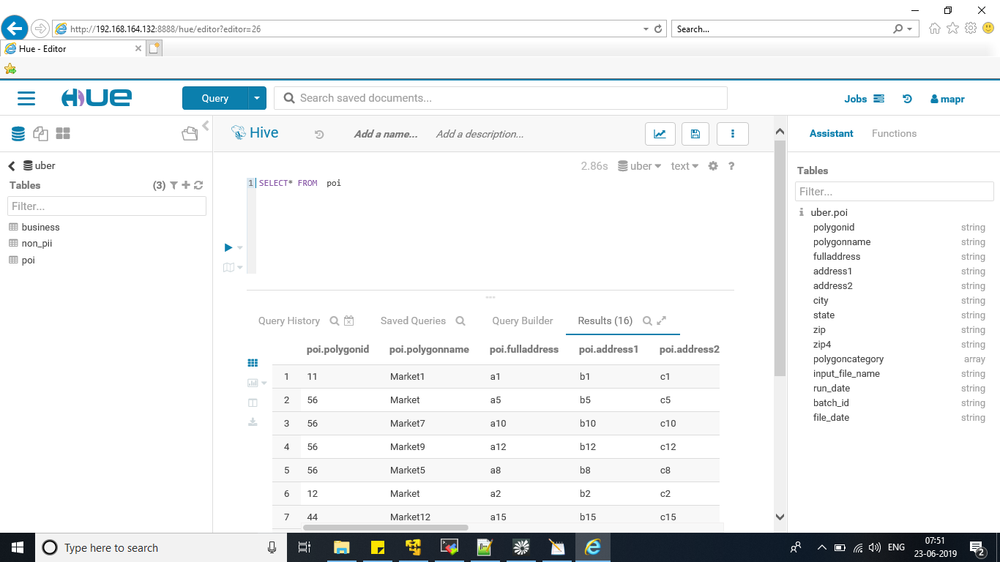 http://192.168.164.132:8888/hue/editor?editor=26
Search...
Hue - Editor
HUE
Query
Search saved documents...
Jobs
mapr
uber
Tables (3)
Filter...
business
non_pii
poi
Hive
Add a name...
Add a description...
2.86s
uber
text
?
1 SELECT* FROM  poi
Query History
Saved Queries
Query Builder
Results (16)
poi.polygonid poi.polygonname poi.fulladdress poi.address1 poi.address2
1 11 Market1 a1 b1 c1
2 56 Market a5 b5 c5
3 56 Market7 a10 b10 c10
4 56 Market9 a12 b12 c12
5 56 Market5 a8 b8 c8
6 12 Market a2 b2 c2
7 44 Market12 a15 b15 c15
Assistant
Functions
Tables
Filter...
uber.poi
polygonid string
polygonname string
fulladdress string
address1 string
address2 string
city string
state string
zip string
zip4 string
polygoncategory array
input_file_name string
run_date string
batch_id string
file_date string
Type here to search
ENG
07:51
23-06-2019
2